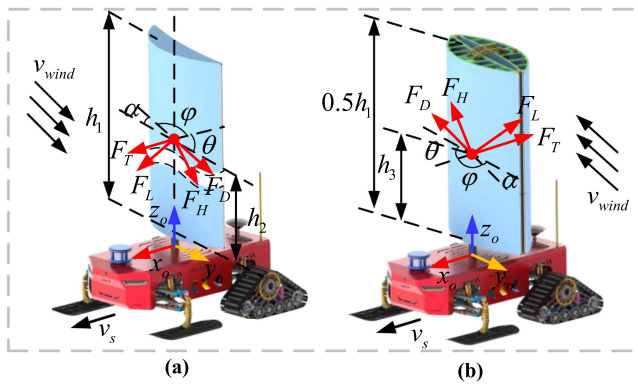 v_wind
h_1
α
φ
θ
F_T
F_L
F_H
F_D
h_2
z_o
x_o
y_o
v_s
(a)
0.5h_1
F_D
F_H
F_L
F_T
θ
φ
α
h_3
v_wind
z_o
x_o
y_o
v_s
(b)